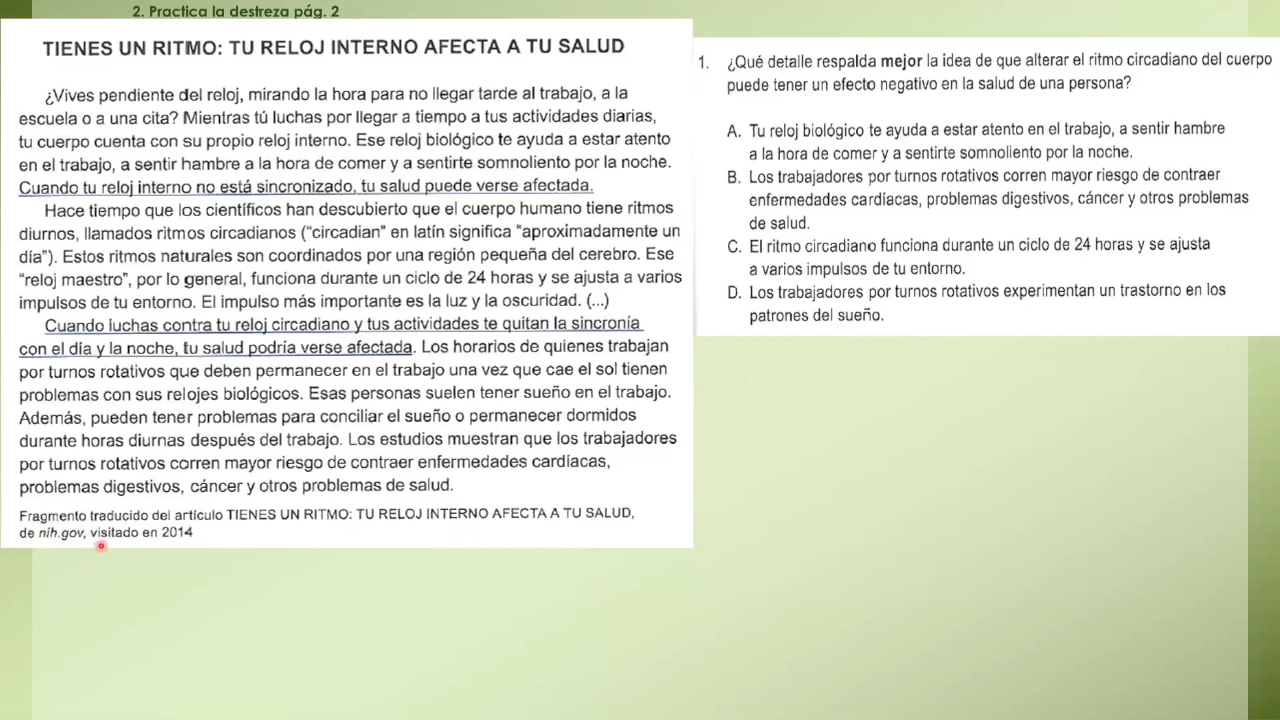 2. Practica la destreza pág. 2
TIENES UN RITMO: TU RELOJ INTERNO AFECTA A TU SALUD
¿Vives pendiente del reloj, mirando la hora para no llegar tarde al trabajo, a la
escuela o a una cita? Mientras tú luchas por llegar a tiempo a tus actividades diarias,
tu cuerpo cuenta con su propio reloj interno. Ese reloj biológico te ayuda a estar atento
en el trabajo, a sentir hambre a la hora de comer y a sentirte somnoliento por la noche.
Cuando tu reloj interno no está sincronizado, tu salud puede verse afectada.
Hace tiempo que los científicos han descubierto que el cuerpo humano tiene ritmos
diurnos, llamados ritmos circadianos (“circadian” en latín significa “aproximadamente un
día”). Estos ritmos naturales son coordinados por una región pequeña del cerebro. Ese
“reloj maestro”, por lo general, funciona durante un ciclo de 24 horas y se ajusta a varios
impulsos de tu entorno. El impulso más importante es la luz y la oscuridad. (...)
Cuando luchas contra tu reloj circadiano y tus actividades te quitan la sincronía
con el día y la noche, tu salud podría verse afectada. Los horarios de quienes trabajan
por turnos rotativos que deben permanecer en el trabajo una vez que cae el sol tienen
problemas con sus relojes biológicos. Esas personas suelen tener sueño en el trabajo.
Además, pueden tener problemas para conciliar el sueño o permanecer dormidos
durante horas diurnas después del trabajo. Los estudios muestran que los trabajadores
por turnos rotativos corren mayor riesgo de contraer enfermedades cardíacas,
problemas digestivos, cáncer y otros problemas de salud.
Fragmento traducido del artículo TIENES UN RITMO: TU RELOJ INTERNO AFECTA A TU SALUD,
de nih.gov, visitado en 2014
1. ¿Qué detalle respalda mejor la idea de que alterar el ritmo circadiano del cuerpo
puede tener un efecto negativo en la salud de una persona?
A. Tu reloj biológico te ayuda a estar atento en el trabajo, a sentir hambre
a la hora de comer y a sentirte somnoliento por la noche.
B. Los trabajadores por turnos rotativos corren mayor riesgo de contraer
enfermedades cardíacas, problemas digestivos, cáncer y otros problemas
de salud.
C. El ritmo circadiano funciona durante un ciclo de 24 horas y se ajusta
a varios impulsos de tu entorno.
D. Los trabajadores por turnos rotativos experimentan un trastorno en los
patrones del sueño.